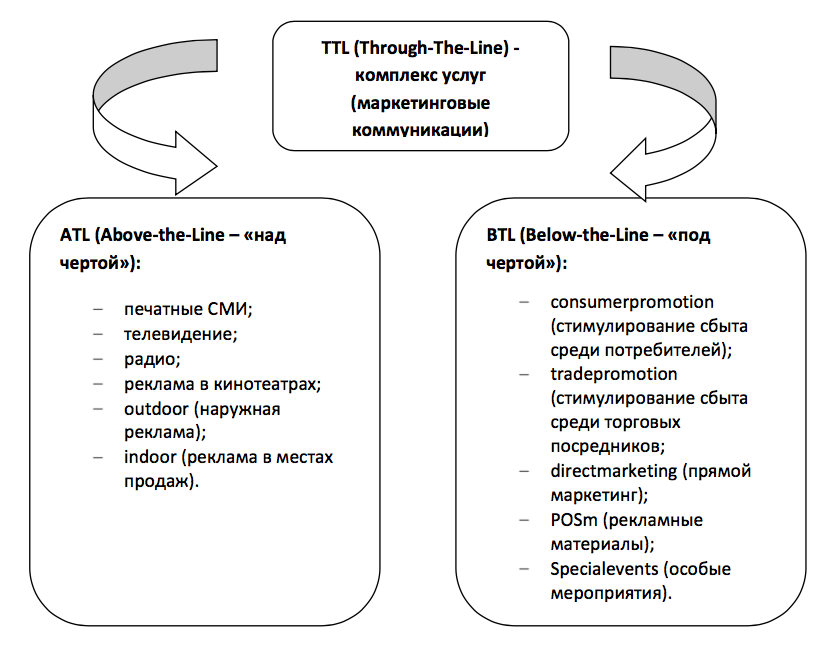 TTL (Through-The-Line) -
комплекс услуг
(маркетинговые
коммуникации)
ATL (Above-the-Line – «над
чертой»):
– печатные СМИ;
– телевидение;
– радио;
– реклама в кинотеатрах;
– outdoor (наружная
реклама);
– indoor (реклама в местах
продаж).
BTL (Below-the-Line – «под
чертой»):
– consumerpromotion
(стимулирование сбыта
среди потребителей);
– tradepromotion
(стимулирование сбыта
среди торговых
посредников;
– directmarketing (прямой
маркетинг);
– POSm (рекламные
материалы);
– Specialevents (особые
мероприятия).